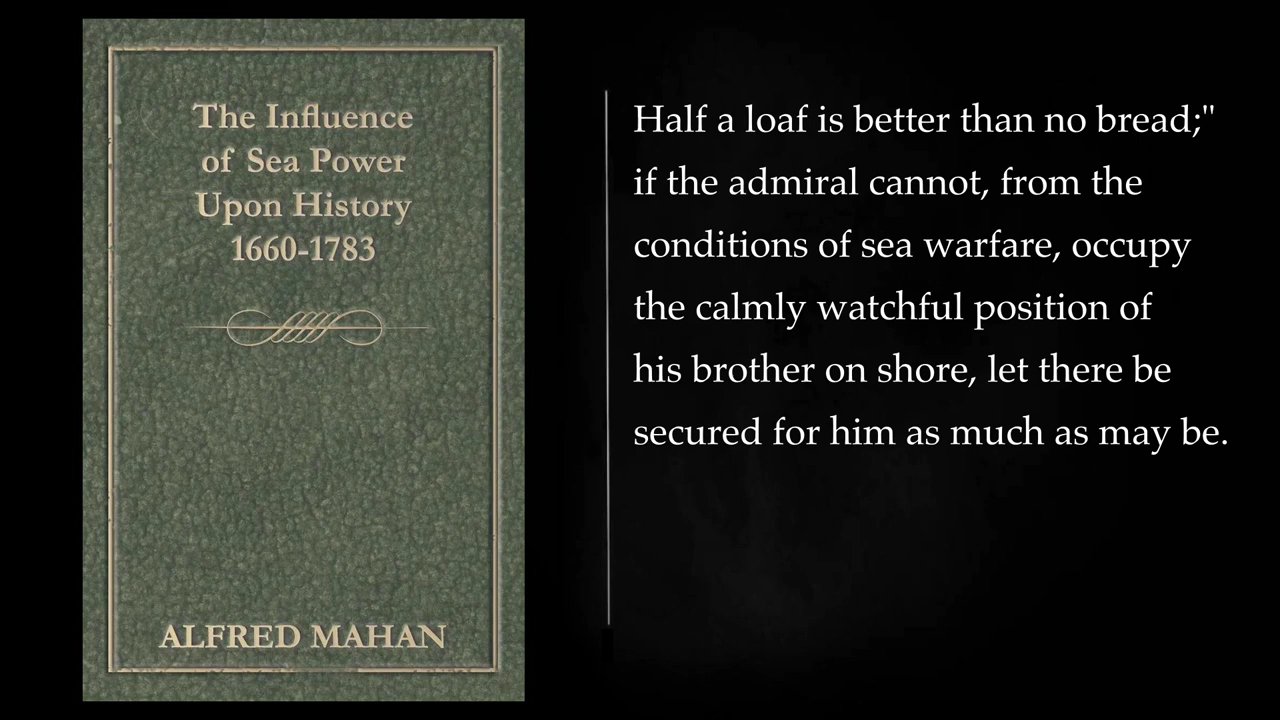 The Influence
of Sea Power
Upon History
1660-1783
ALFRED MAHAN
Half a loaf is better than no bread;"
if the admiral cannot, from the
conditions of sea warfare, occupy
the calmly watchful position of
his brother on shore, let there be
secured for him as much as may be.